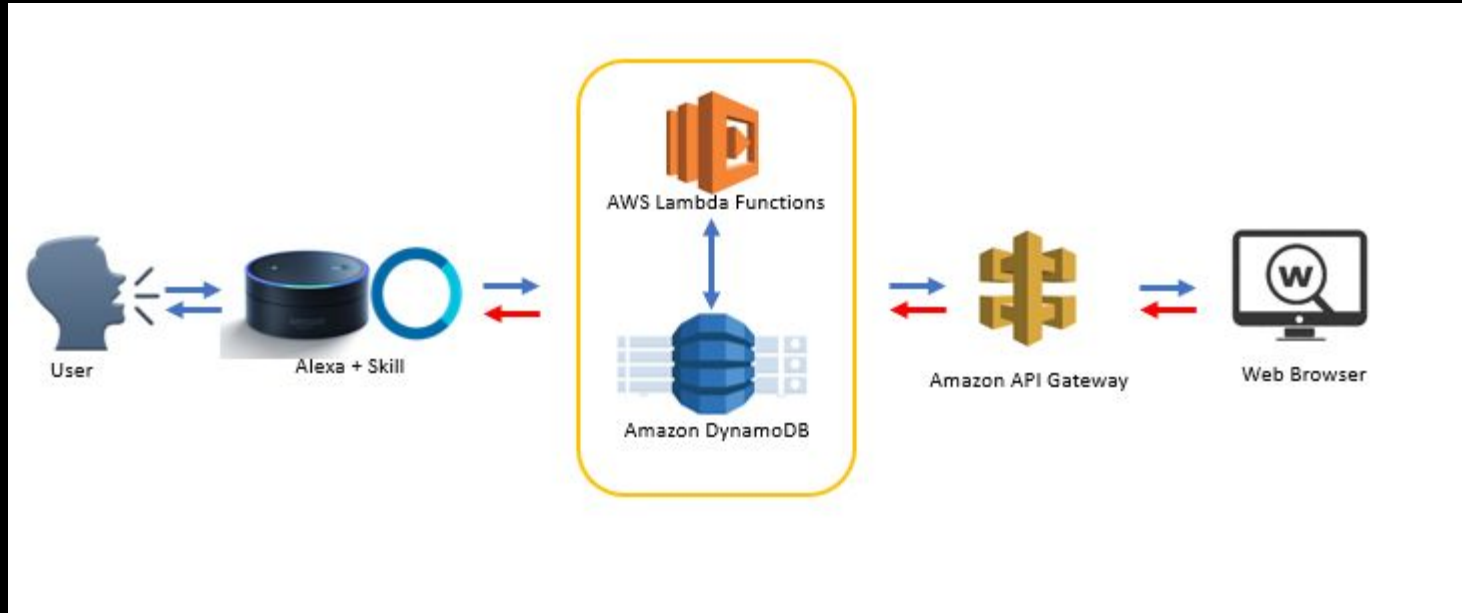 AWS Lambda Functions
User
Alexa + Skill
Amazon DynamoDB
Amazon API Gateway
W
Web Browser